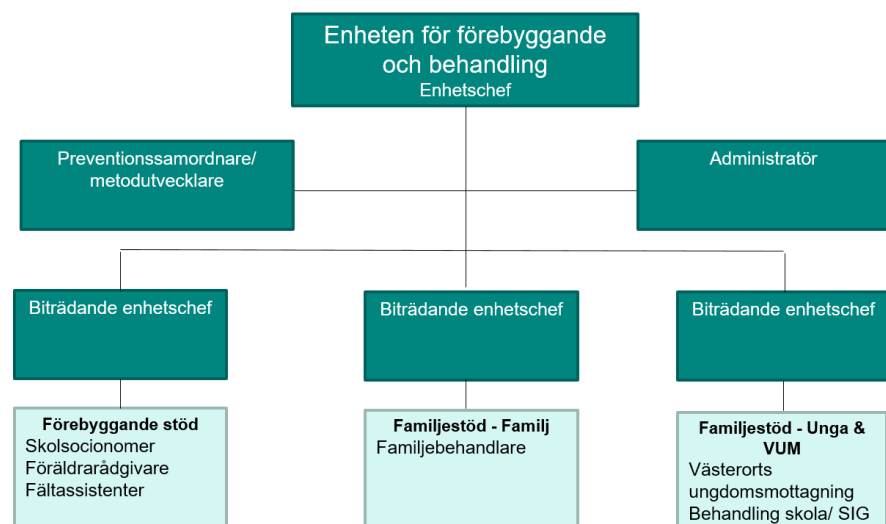 Enheten för förebyggande
och behandling
Enhetschef
Preventionssamordnare/
metodutvecklare
Administratör
Biträdande enhetschef
Biträdande enhetschef
Biträdande enhetschef
Förebyggande stöd
Skolsocionomer
Föräldrarådgivare
Fältassistenter
Familjestöd - Familj
Familjebehandlare
Familjestöd - Unga &
VUM
Västerorts
ungdomsmottagning
Behandling skola/ SIG